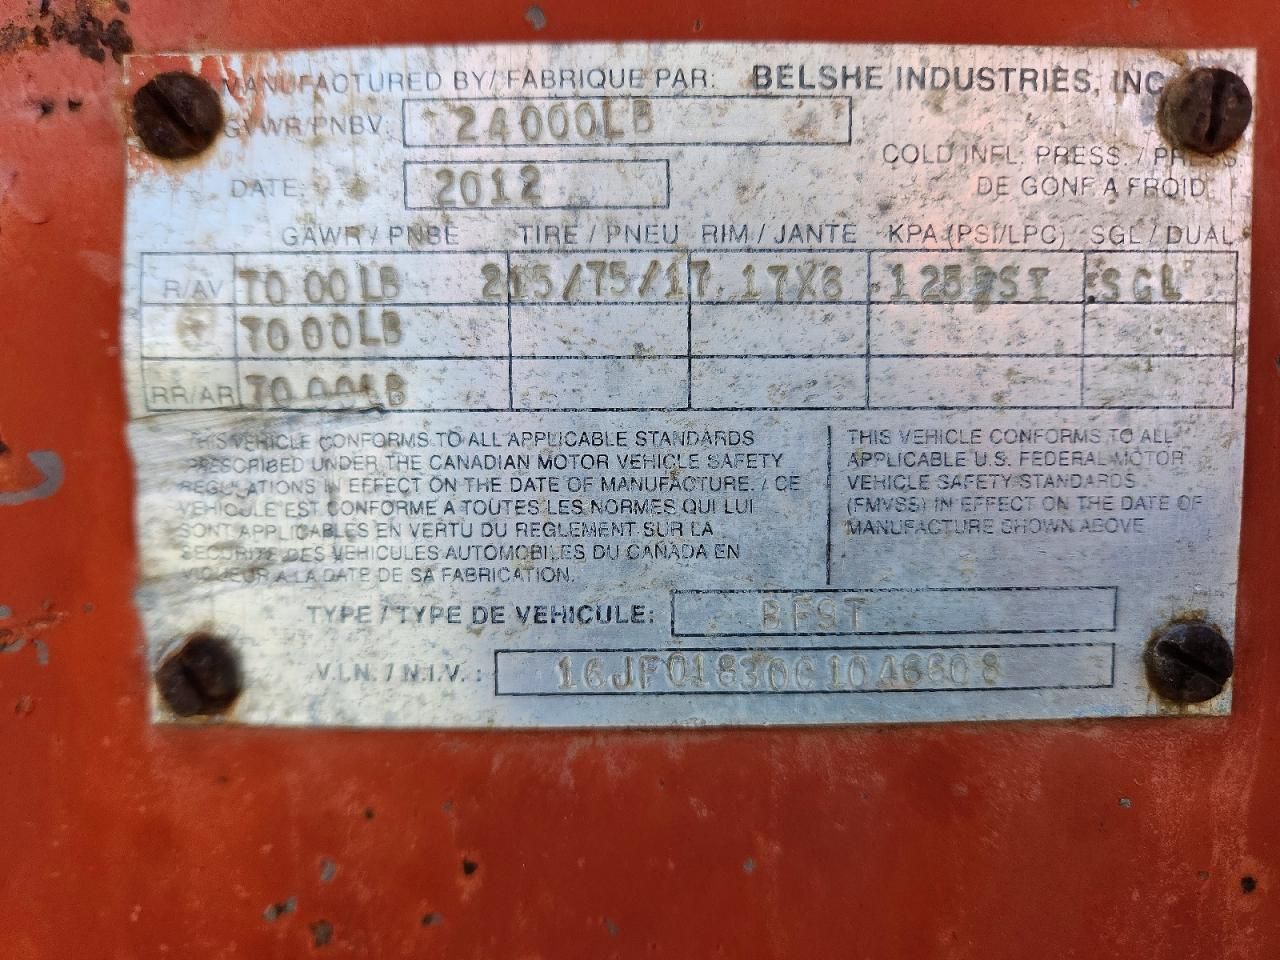 MANUFACTURED BY/ FABRIQUE PAR: BELSHE INDUSTRIES, INC
GVWR/PNBV: 24000LB
COLD INFL. PRESS. / PRESS
DATE: 2012 DE GONF A FROID
GAWR / PNBE TIRE / PNEU RIM / JANTE KPA (PSI/LPC) SGL / DUAL
R/AV 7000LB 215/75/17. 17X6 125PSI SGL
7000LB
RR/AR 7000LB
THIS VEHICLE CONFORMS TO ALL APPLICABLE STANDARDS
PRESCRIBED UNDER THE CANADIAN MOTOR VEHICLE SAFETY
REGULATIONS IN EFFECT ON THE DATE OF MANUFACTURE. / CE
VEHICULE EST CONFORME A TOUTES LES NORMES QUI LUI
SONT APPLICABLES EN VERTU DU REGLEMENT SUR LA
SECURITE DES VEHICULES AUTOMOBILES DU CANADA EN
VIGUEUR A LA DATE DE SA FABRICATION.
THIS VEHICLE CONFORMS TO ALL
APPLICABLE U.S. FEDERAL MOTOR
VEHICLE SAFETY STANDARDS
(FMVSS) IN EFFECT ON THE DATE OF
MANUFACTURE SHOWN ABOVE
TYPE / TYPE DE VEHICULE: BFST
V.I.N. / N.I.V. : 16JF01830C1046608